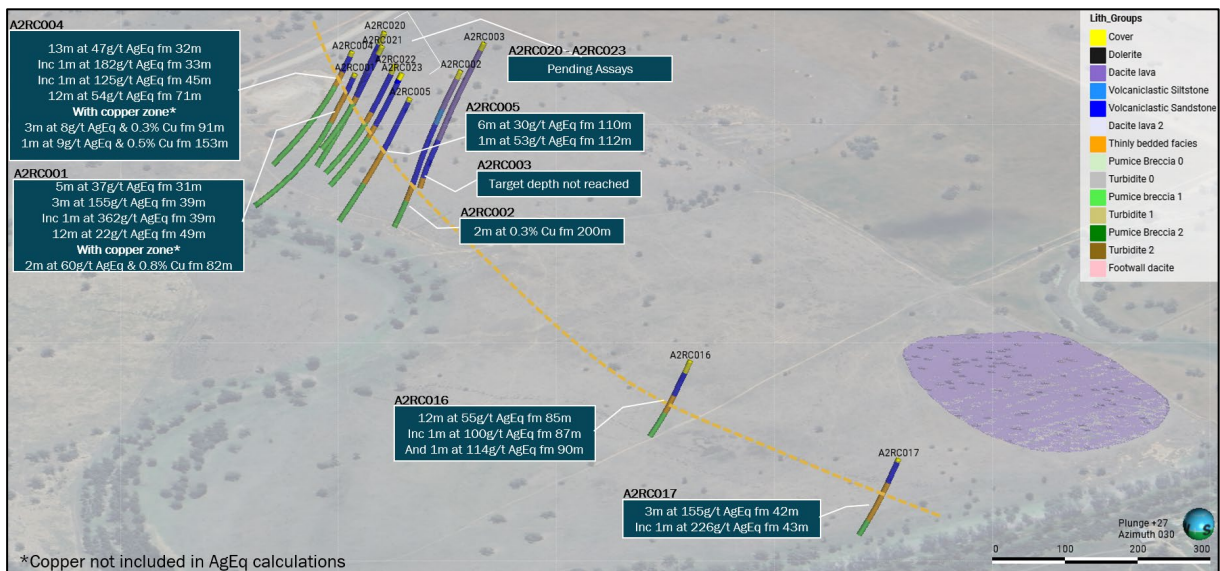 A2RC004
13m at 47g/t AgEq fm 32m
Inc 1m at 182g/t AgEq fm 33m
Inc 1m at 125g/t AgEq fm 45m
12m at 54g/t AgEq fm 71m
With copper zone*
3m at 8g/t AgEq & 0.3% Cu fm 91m
1m at 9g/t AgEq & 0.5% Cu fm 153m
A2RC001
5m at 37g/t AgEq fm 31m
3m at 155g/t AgEq fm 39m
Inc 1m at 362g/t AgEq fm 39m
12m at 22g/t AgEq fm 49m
With copper zone*
2m at 60g/t AgEq & 0.8% Cu fm 82m
A2RC020
A2RC021
A2RC004
A2RC022
A2RC001
A2RC023
A2RC005
A2RC003
A2RC002
A2RC020 - A2RC023
Pending Assays
A2RC005
6m at 30g/t AgEq fm 110m
1m at 53g/t AgEq fm 112m
A2RC003
Target depth not reached
A2RC002
2m at 0.3% Cu fm 200m
A2RC016
A2RC016
12m at 55g/t AgEq fm 85m
Inc 1m at 100g/t AgEq fm 87m
And 1m at 114g/t AgEq fm 90m
A2RC017
A2RC017
3m at 155g/t AgEq fm 42m
Inc 1m at 226g/t AgEq fm 43m
Lith_Groups
Cover
Dolerite
Dacite lava
Volcaniclastic Siltstone
Volcaniclastic Sandstone
Dacite lava 2
Thinly bedded facies
Pumice Breccia 0
Turbidite 0
Pumice breccia 1
Turbidite 1
Pumice Breccia 2
Turbidite 2
Footwall dacite
Plunge +27
Azimuth 030
0 100 200 300
*Copper not included in AgEq calculations